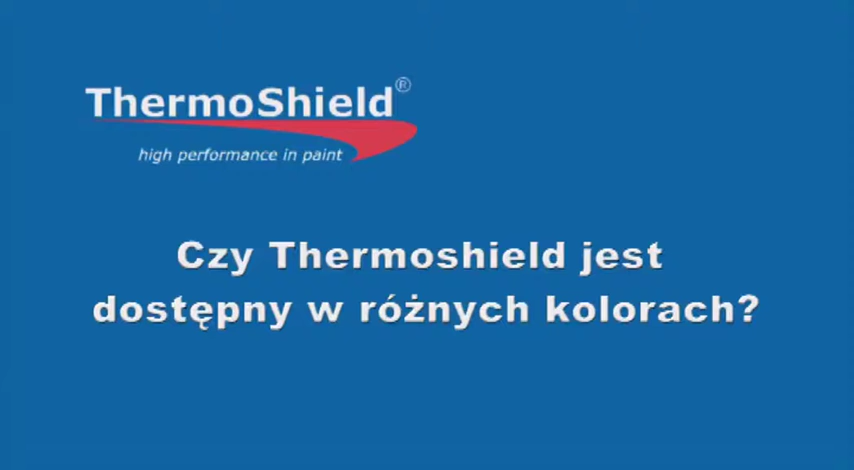 ThermoShield®
high performance in paint
Czy Thermoshield jest
dostępny w różnych kolorach?